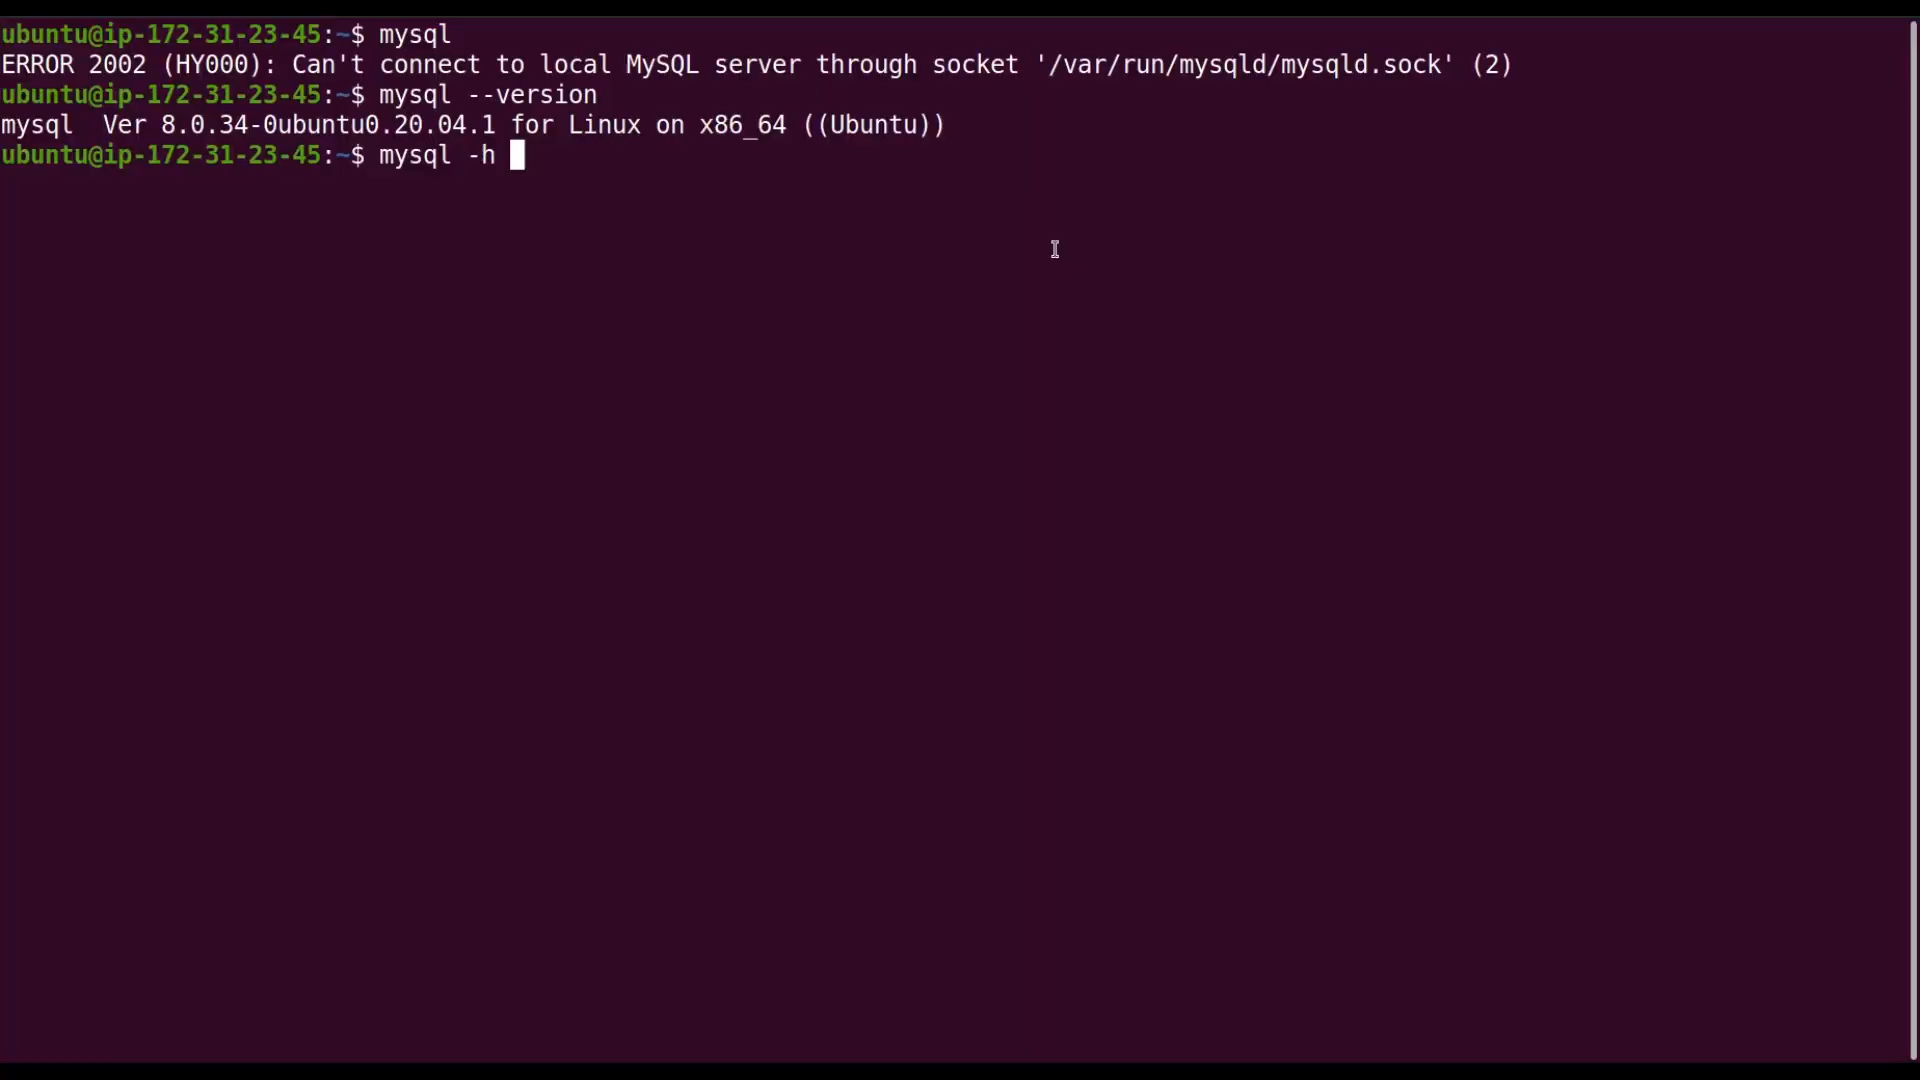 ubuntu@ip-172-31-23-45:~$ mysql
ERROR 2002 (HY000): Can't connect to local MySQL server through socket '/var/run/mysqld/mysqld.sock' (2)
ubuntu@ip-172-31-23-45:~$ mysql --version
mysql  Ver 8.0.34-0ubuntu0.20.04.1 for Linux on x86_64 ((Ubuntu))
ubuntu@ip-172-31-23-45:~$ mysql -h